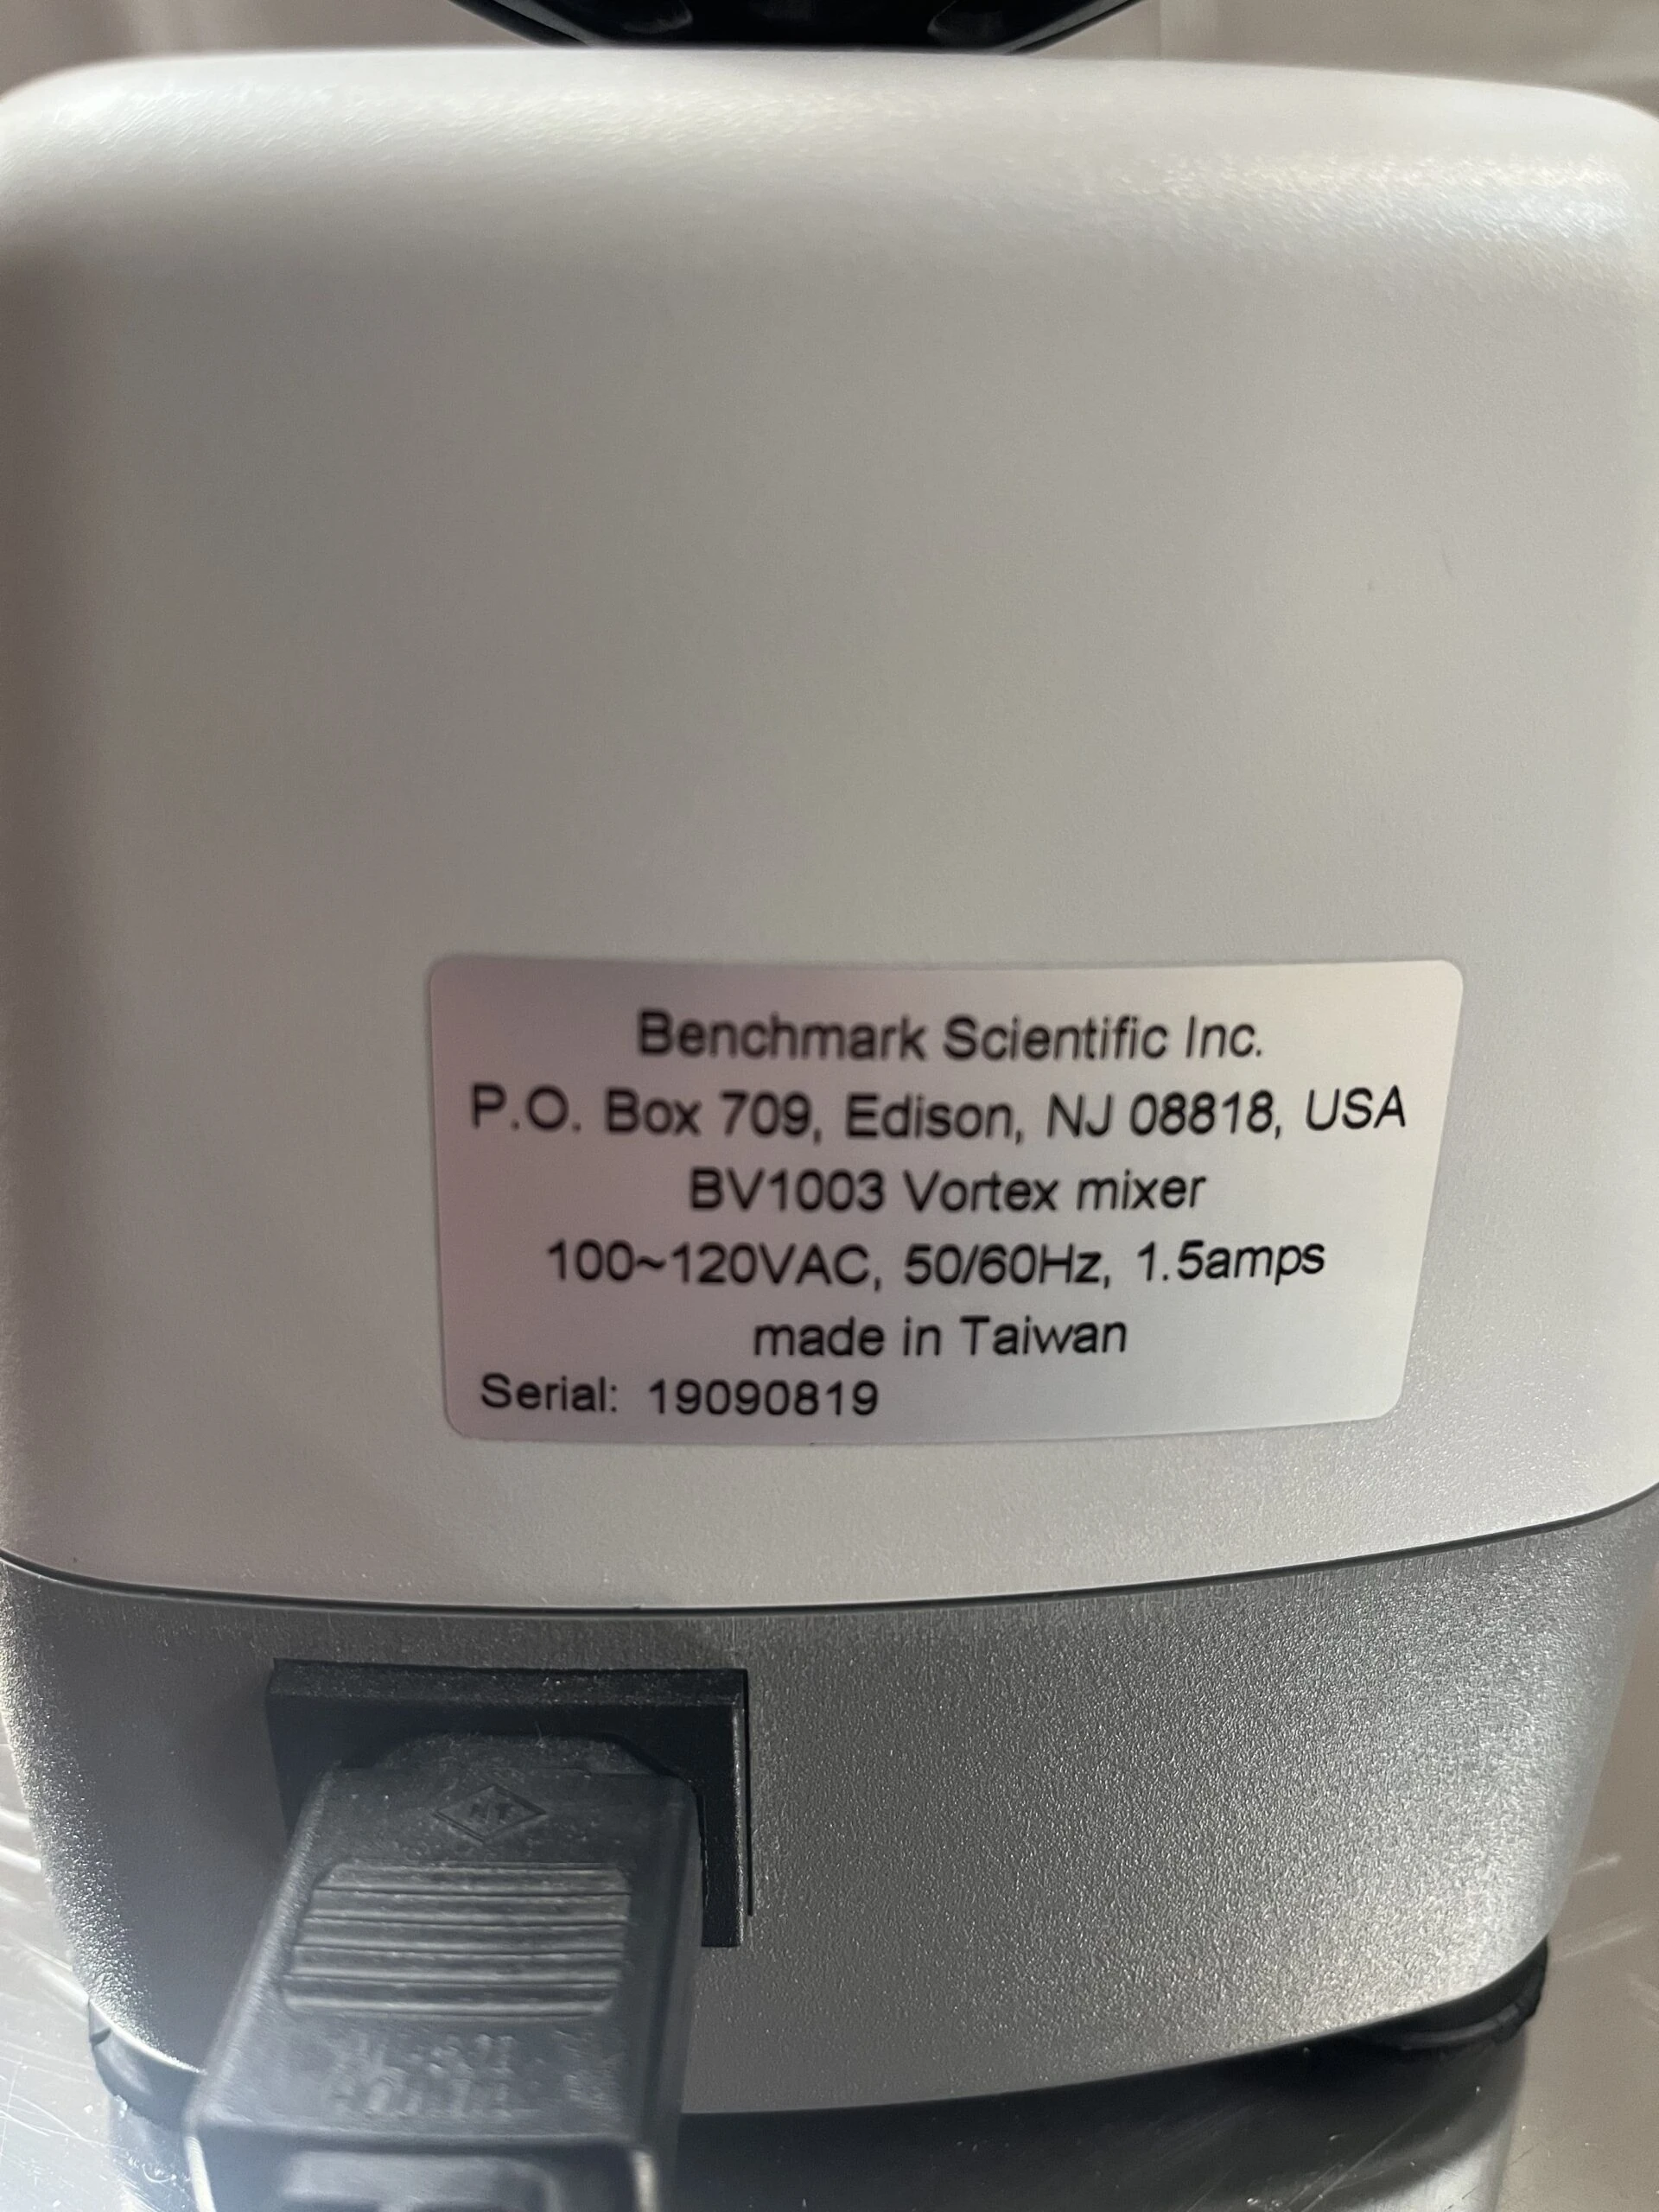 Benchmark Scientific Inc.
P.O. Box 709, Edison, NJ 08818, USA
BV1003 Vortex mixer
100~120VAC, 50/60Hz, 1.5amps
made in Taiwan
Serial: 19090819